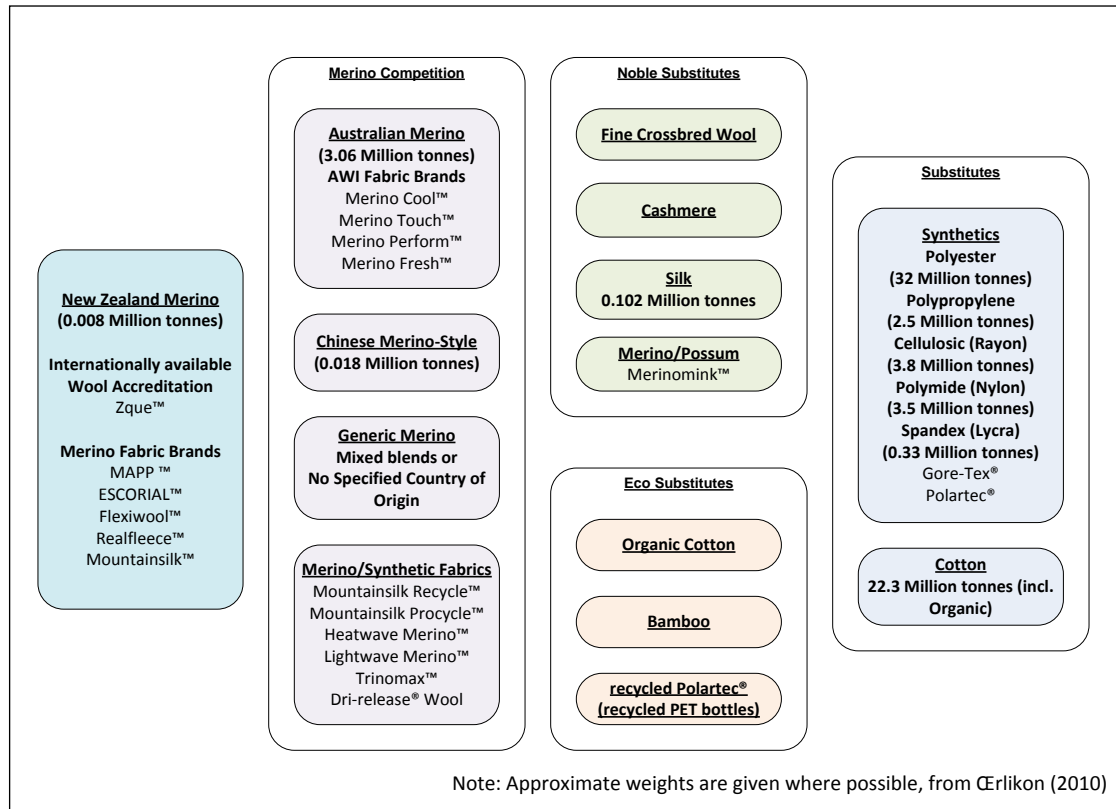 New Zealand Merino
(0.008 Million tonnes)
Internationally available
Wool Accreditation
Zque™
Merino Fabric Brands
MAPP ™
ESCORIAL™
Flexiwool™
Realfleece™
Mountainsilk™
Merino Competition
Australian Merino
(3.06 Million tonnes)
AWI Fabric Brands
Merino Cool™
Merino Touch™
Merino Perform™
Merino Fresh™
Chinese Merino-Style
(0.018 Million tonnes)
Generic Merino
Mixed blends or
No Specified Country of
Origin
Merino/Synthetic Fabrics
Mountainsilk Recycle™
Mountainsilk Procycle™
Heatwave Merino™
Lightwave Merino™
Trinomax™
Dri-release® Wool
Noble Substitutes
Fine Crossbred Wool
Cashmere
Silk
0.102 Million tonnes
Merino/Possum
Merinomink™
Eco Substitutes
Organic Cotton
Bamboo
recycled Polartec®
(recycled PET bottles)
Substitutes
Synthetics
Polyester
(32 Million tonnes)
Polypropylene
(2.5 Million tonnes)
Cellulosic (Rayon)
(3.8 Million tonnes)
Polymide (Nylon)
(3.5 Million tonnes)
Spandex (Lycra)
(0.33 Million tonnes)
Gore-Tex®
Polartec®
Cotton
22.3 Million tonnes (incl.
Organic)
Note: Approximate weights are given where possible, from Œrlikon (2010)